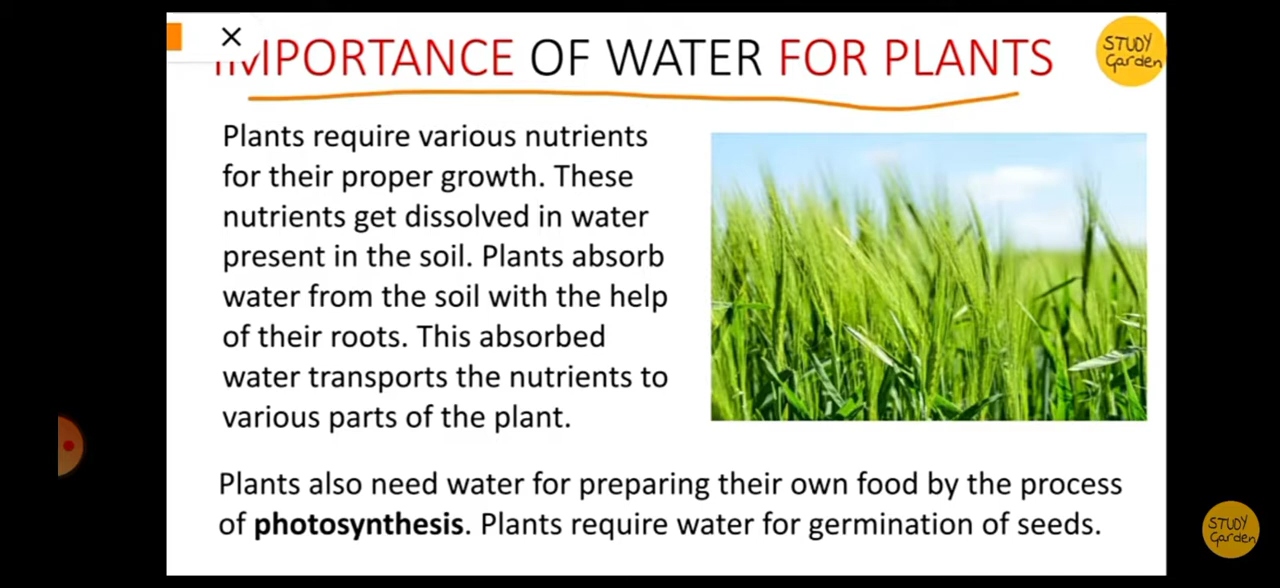 IMPORTANCE OF WATER FOR PLANTS
STUDY
Garden
Plants require various nutrients
for their proper growth. These
nutrients get dissolved in water
present in the soil. Plants absorb
water from the soil with the help
of their roots. This absorbed
water transports the nutrients to
various parts of the plant.
Plants also need water for preparing their own food by the process
of photosynthesis. Plants require water for germination of seeds.
STUDY
Garden